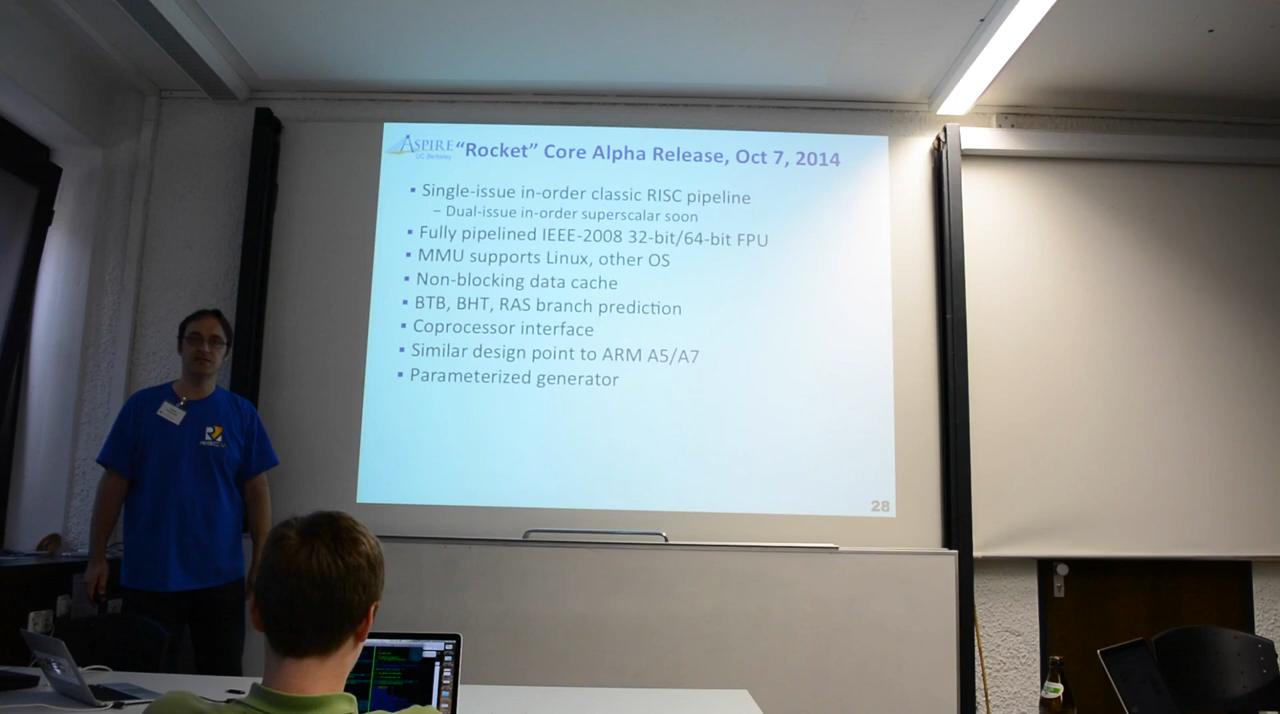 ASPIRE
UC Berkeley
"Rocket" Core Alpha Release, Oct 7, 2014
▪ Single-issue in-order classic RISC pipeline
– Dual-issue in-order superscalar soon
▪ Fully pipelined IEEE-2008 32-bit/64-bit FPU
▪ MMU supports Linux, other OS
▪ Non-blocking data cache
▪ BTB, BHT, RAS branch prediction
▪ Coprocessor interface
▪ Similar design point to ARM A5/A7
▪ Parameterized generator
28